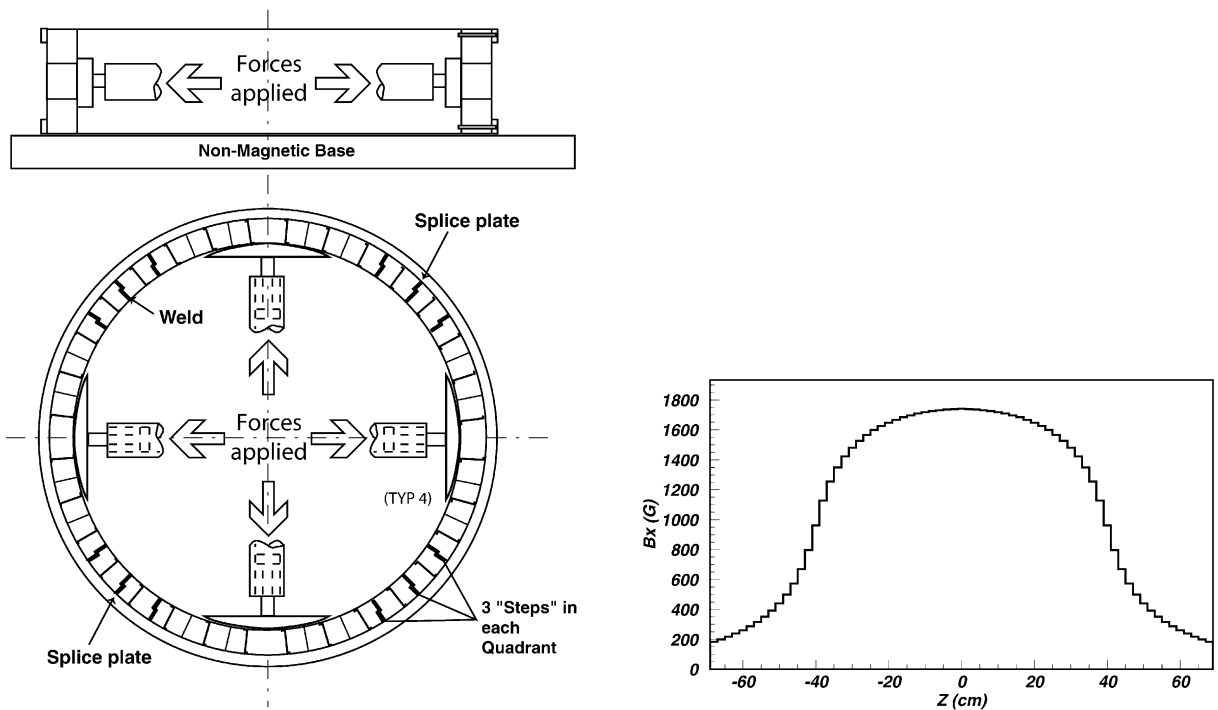 Forces
applied
Non-Magnetic Base
Splice plate
Weld
Forces
applied
(TYP 4)
3 "Steps" in
each
Quadrant
Splice plate
1800
1600
1400
1200
1000
800
600
400
200
0
Bx (G)
-60 -40 -20 0 20 40 60
Z (cm)